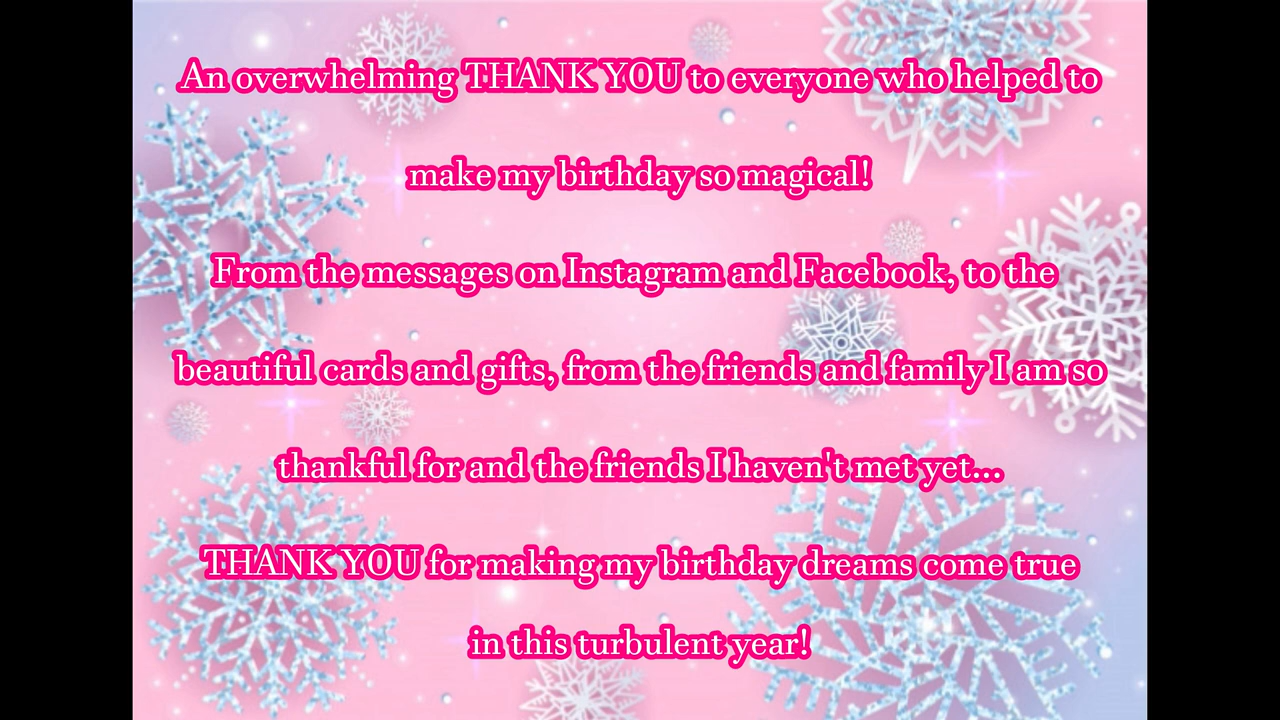 An overwhelming THANK YOU to everyone who helped to
make my birthday so magical!
From the messages on Instagram and Facebook, to the
beautiful cards and gifts, from the friends and family I am so
thankful for and the friends I haven't met yet...
THANK YOU for making my birthday dreams come true
in this turbulent year!